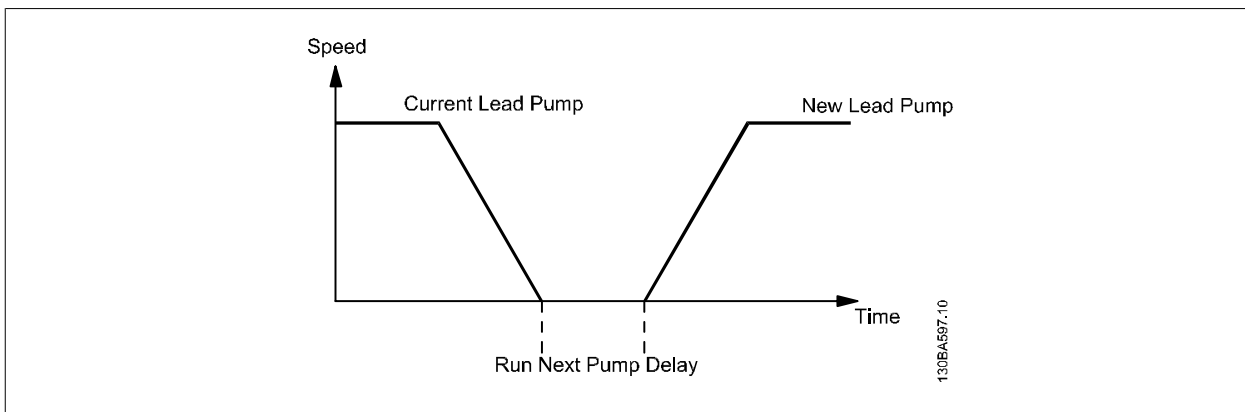 Speed
Current Lead Pump
New Lead Pump
Time
Run Next Pump Delay
130BA597.10